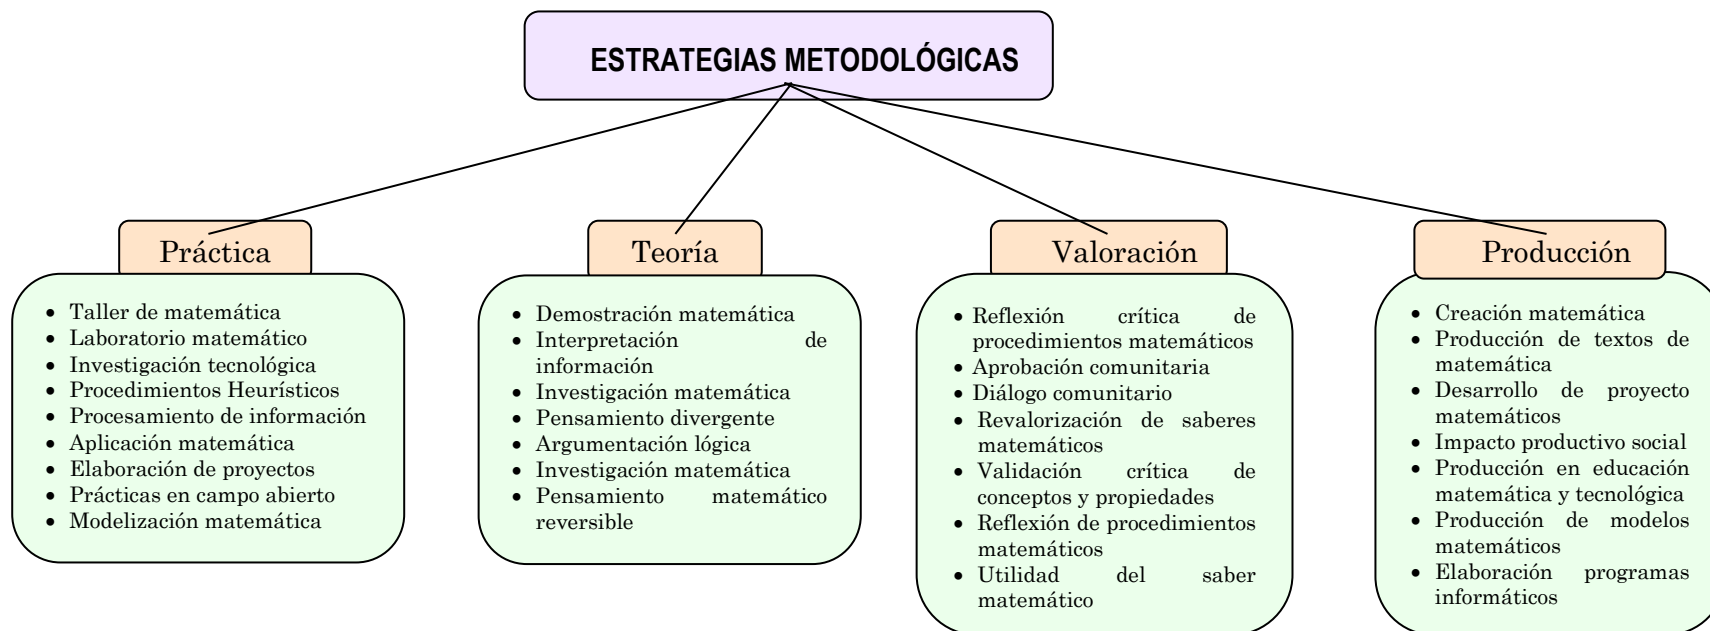 ESTRATEGIAS METODOLÓGICAS
Práctica
• Taller de matemática
• Laboratorio matemático
• Investigación tecnológica
• Procedimientos Heurísticos
• Procesamiento de información
• Aplicación matemática
• Elaboración de proyectos
• Prácticas en campo abierto
• Modelización matemática
Teoría
• Demostración matemática
• Interpretación de
información
• Investigación matemática
• Pensamiento divergente
• Argumentación lógica
• Investigación matemática
• Pensamiento matemático
reversible
Valoración
• Reflexión crítica de
procedimientos matemáticos
• Aprobación comunitaria
• Diálogo comunitario
• Revalorización de saberes
matemáticos
• Validación crítica de
conceptos y propiedades
• Reflexión de procedimientos
matemáticos
• Utilidad del saber
matemático
Producción
• Creación matemática
• Producción de textos de
matemática
• Desarrollo de proyecto
matemáticos
• Impacto productivo social
• Producción en educación
matemática y tecnológica
• Producción de modelos
matemáticos
• Elaboración programas
informáticos